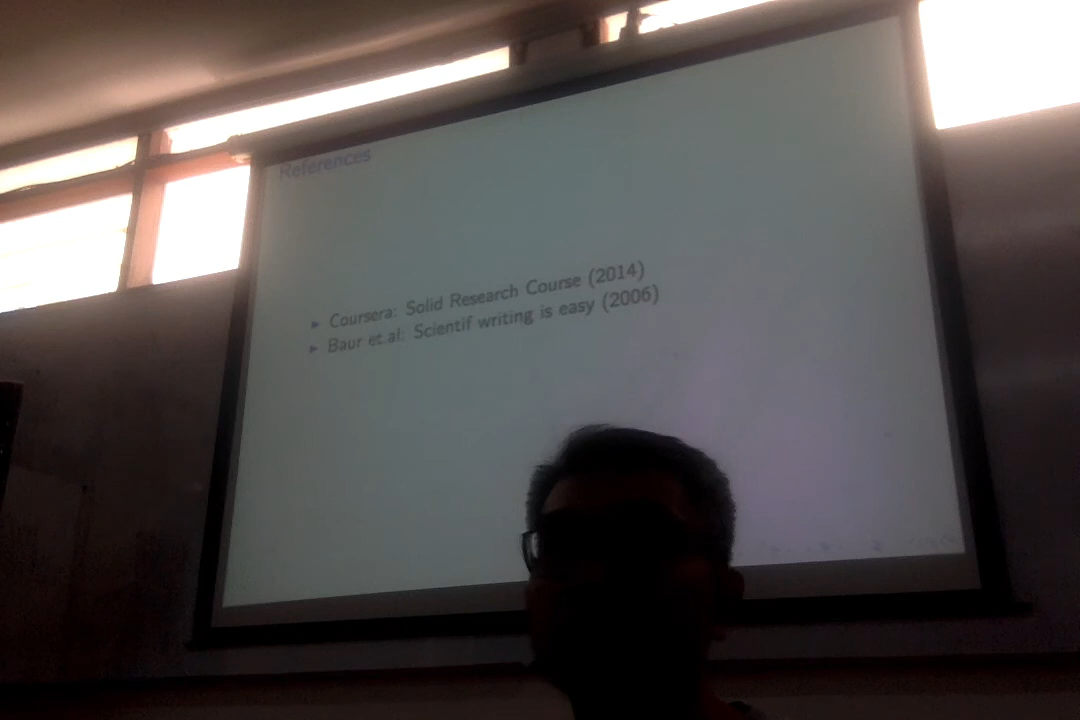 References
Coursera: Solid Research Course (2014)
Baur et.al: Scientif writing is easy (2006)